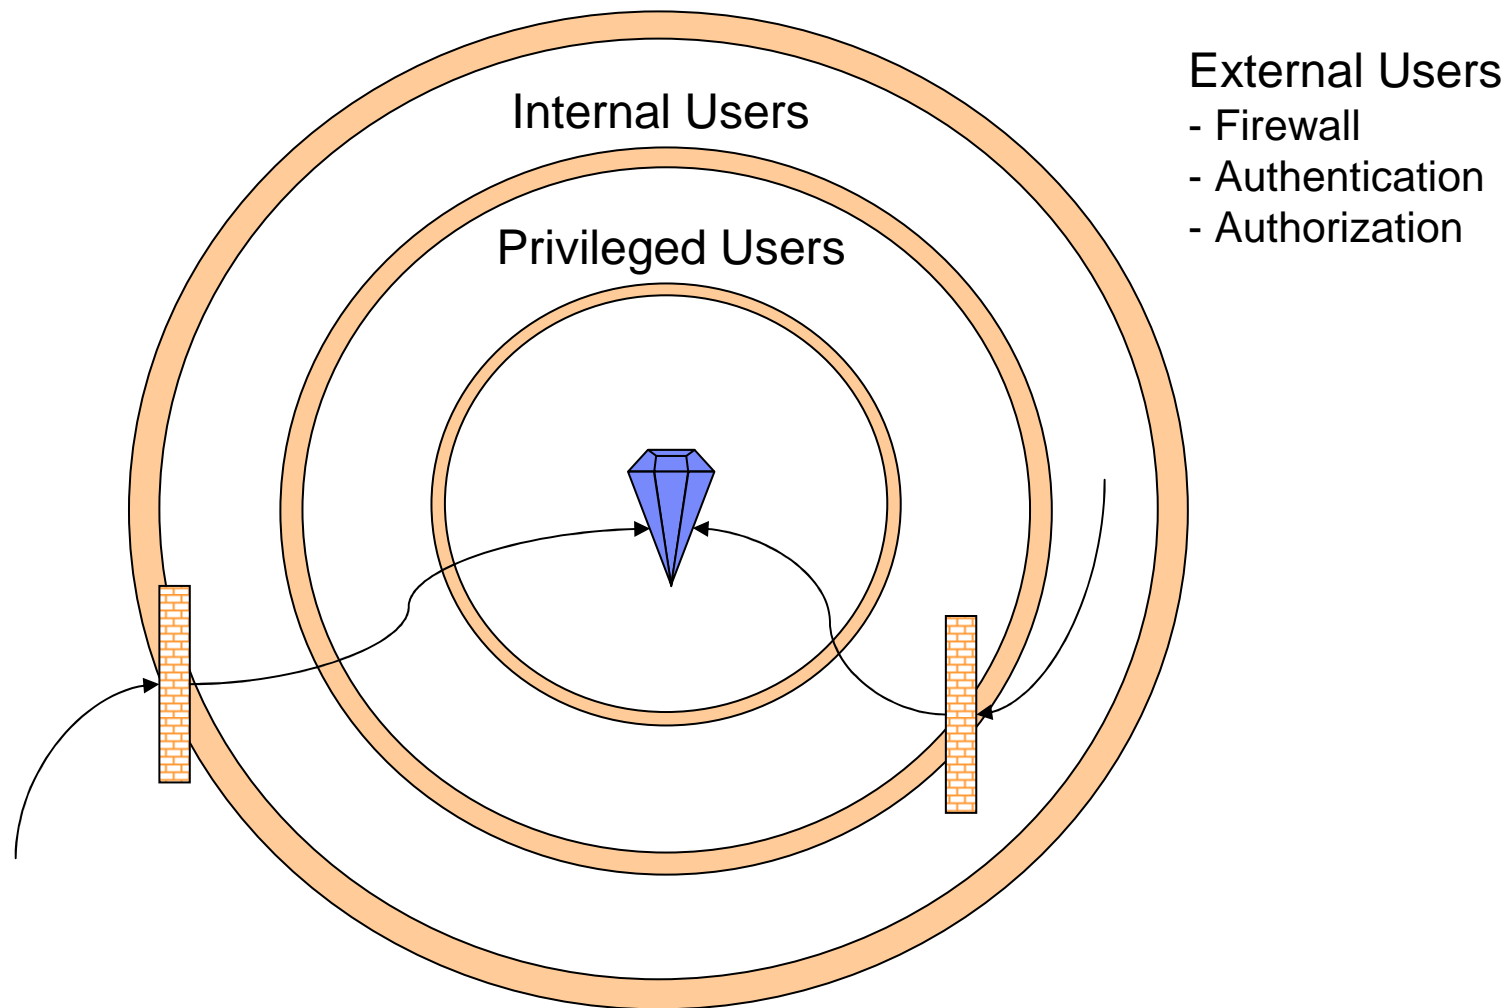 External Users
- Firewall
- Authentication
- Authorization
Internal Users
Privileged Users